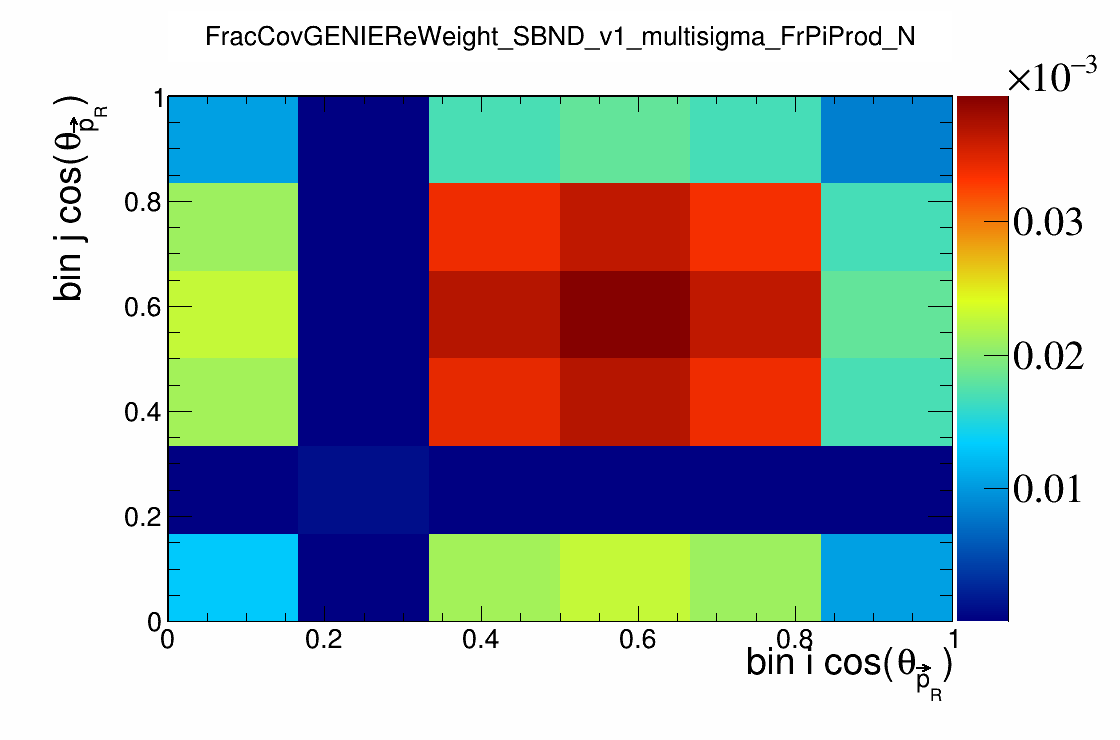 FracCovGENIEReWeight_SBND_v1_multisigma_FrPiProd_N
×10⁻³
bin j cos(θ_p⃗_R)
1
0.8
0.6
0.4
0.2
0
0 0.2 0.4 0.6 0.8 1
bin i cos(θ_p⃗_R)
0.03
0.02
0.01